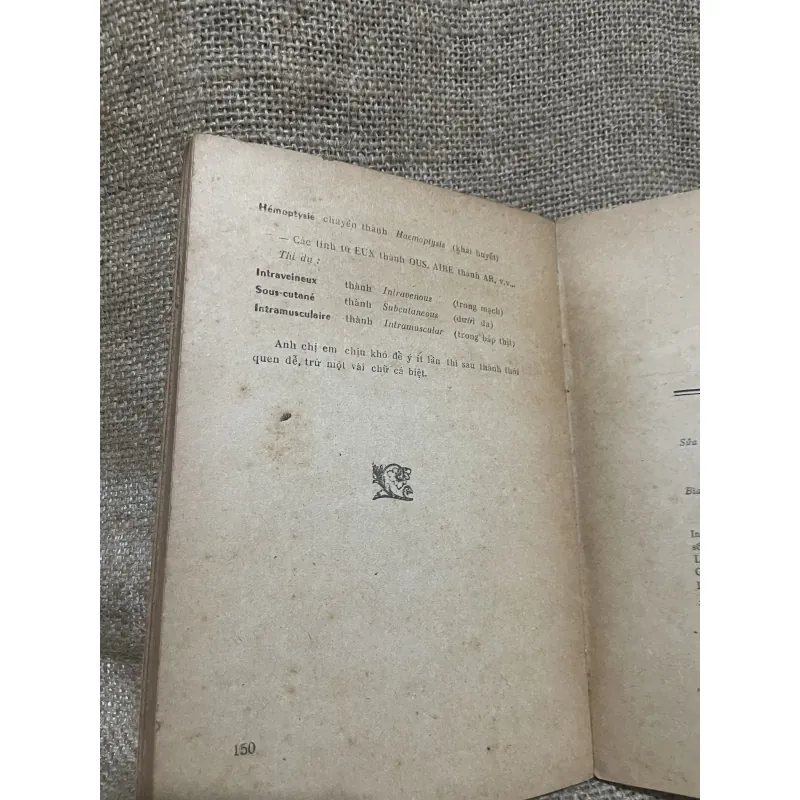 Hémoptysie chuyển thành Haemoptysis (khái huyết)
— Các tĩnh từ EUX thành OUS, AIRE thành AR, v.v...
Thí dụ :
Intraveineux thành Intravenous (trong mạch)
Sous-cutané thành Subcutaneous (dưới da)
Intramusculaire thành Intramuscular (trong bắp thịt)
Anh chị em chịu khó để ý ít lần thì sau thành thói
quen dễ, trừ một vài chữ cá biệt.
150
Sửa